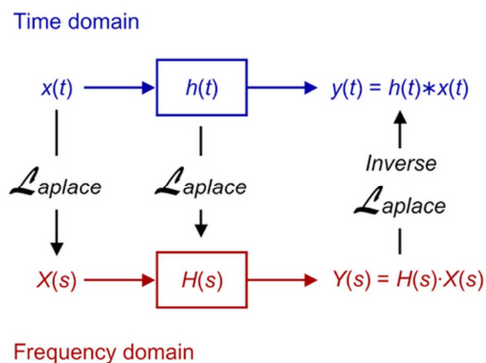 Time domain
x(t) h(t) y(t) = h(t)∗x(t)
Inverse
Laplace Laplace Laplace
X(s) H(s) Y(s) = H(s)·X(s)
Frequency domain